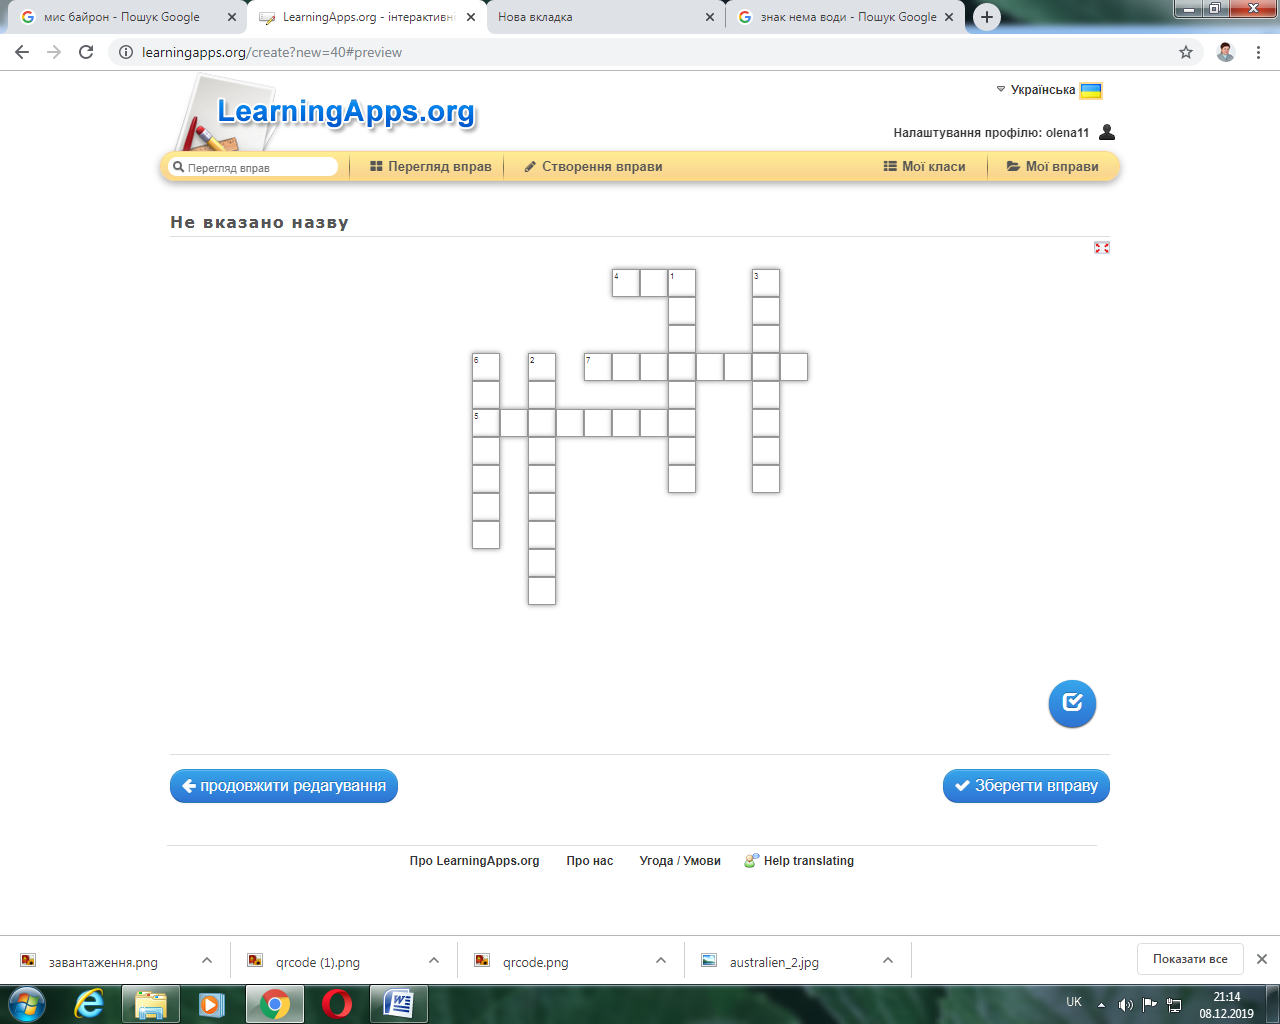 мис байрон - Пошук Google
LearningApps.org - інтерактивн
Нова вкладка
знак нема води - Пошук Google
learningapps.org/create?new=40#preview
LearningApps.org
Українська
Налаштування профілю: olena11
Перегляд вправ
Перегляд вправ
Створення вправи
Мої класи
Мої вправи
Не вказано назву
4 1 3
6 2 7
5
продовжити редагування
Зберегти вправу
Про LearningApps.org
Про нас
Угода / Умови
Help translating
завантаження.png
qrcode (1).png
qrcode.png
australien_2.jpg
Показати все
UK
21:14
08.12.2019